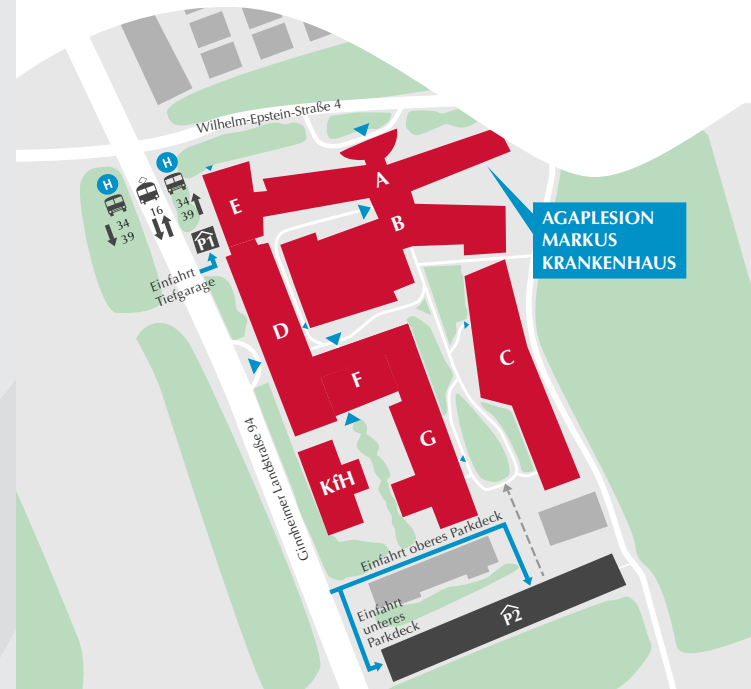 Wilhelm-Epstein-Straße 4
H
H
34
39
16
34
39
P1
Einfahrt
Tiefgarage
E
A
B
AGAPLESION
MARKUS
KRANKENHAUS
D
C
F
G
KfH
Ginnheimer Landstraße 94
Einfahrt oberes Parkdeck
Einfahrt
unteres
Parkdeck
P2